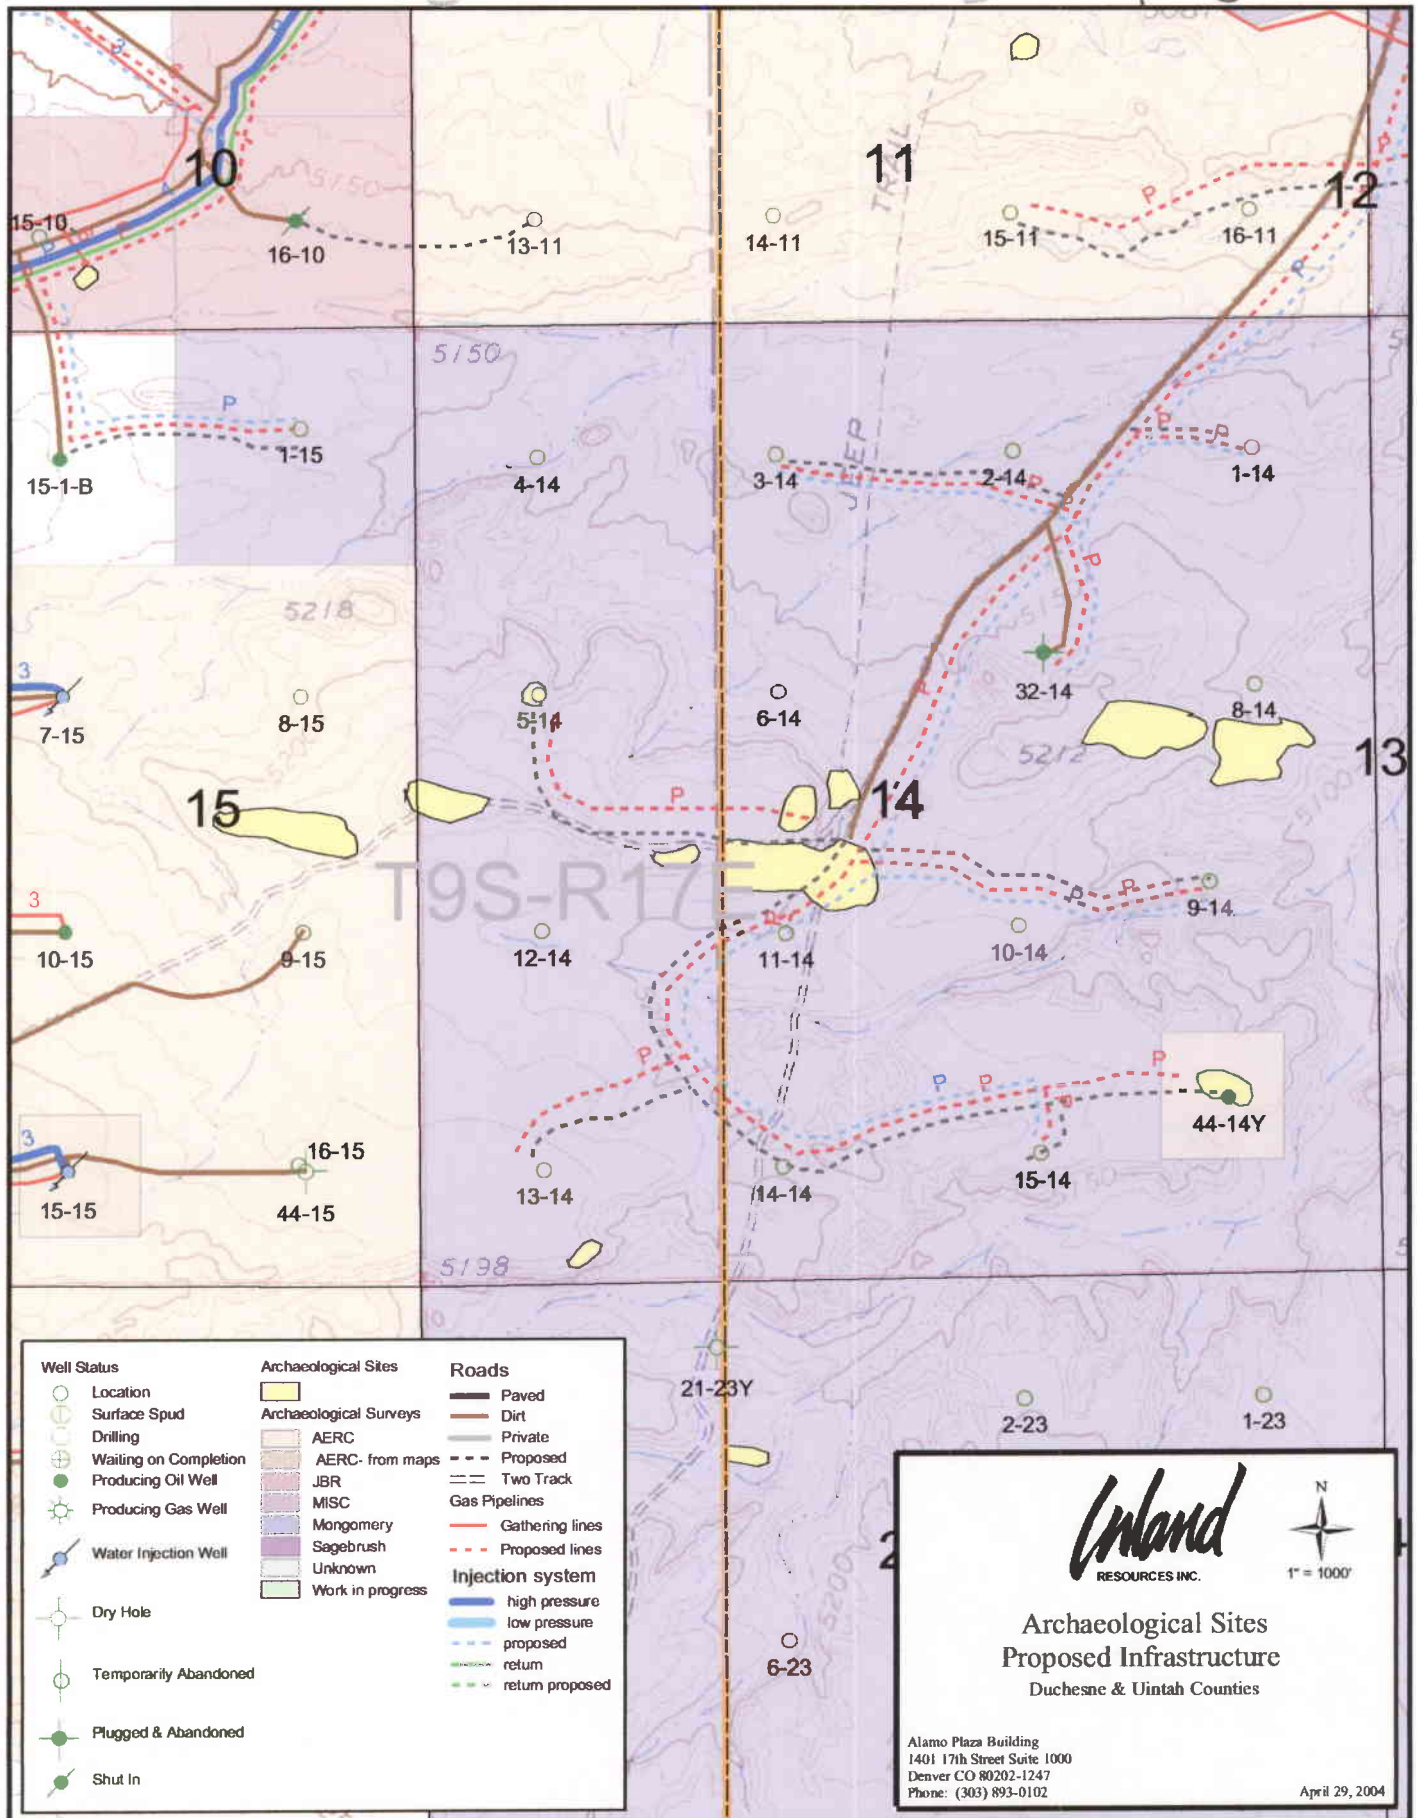 5081
10
11
12
TRAIL
5150
15-10
16-10
13-11
14-11
15-11
16-11
3
P
5150
JEEP
15-1-B
1-15
4-14
3-14
2-14
1-14
5218
3
7-15
8-15
5-14
6-14
32-14
8-14
5212
13
15
14
5100
T9S-R17E
3
10-15
9-15
12-14
11-14
10-14
9-14
3
15-15
16-15
44-15
13-14
14-14
15-14
44-14Y
5198
21-23Y
2-23
1-23
5200
6-23
Well Status
Location
Surface Spud
Drilling
Waiting on Completion
Producing Oil Well
Producing Gas Well
Water Injection Well
Dry Hole
Temporarily Abandoned
Plugged & Abandoned
Shut In
Archaeological Sites
Archaeological Surveys
AERC
AERC- from maps
JBR
MISC
Mongomery
Sagebrush
Unknown
Work in progress
Roads
Paved
Dirt
Private
Proposed
Two Track
Gas Pipelines
Gathering lines
Proposed lines
Injection system
high pressure
low pressure
proposed
return
return proposed
Inland
RESOURCES INC.
N
1" = 1000'
Archaeological Sites
Proposed Infrastructure
Duchesne & Uintah Counties
Alamo Plaza Building
1401 17th Street Suite 1000
Denver CO 80202-1247
Phone: (303) 893-0102
April 29, 2004